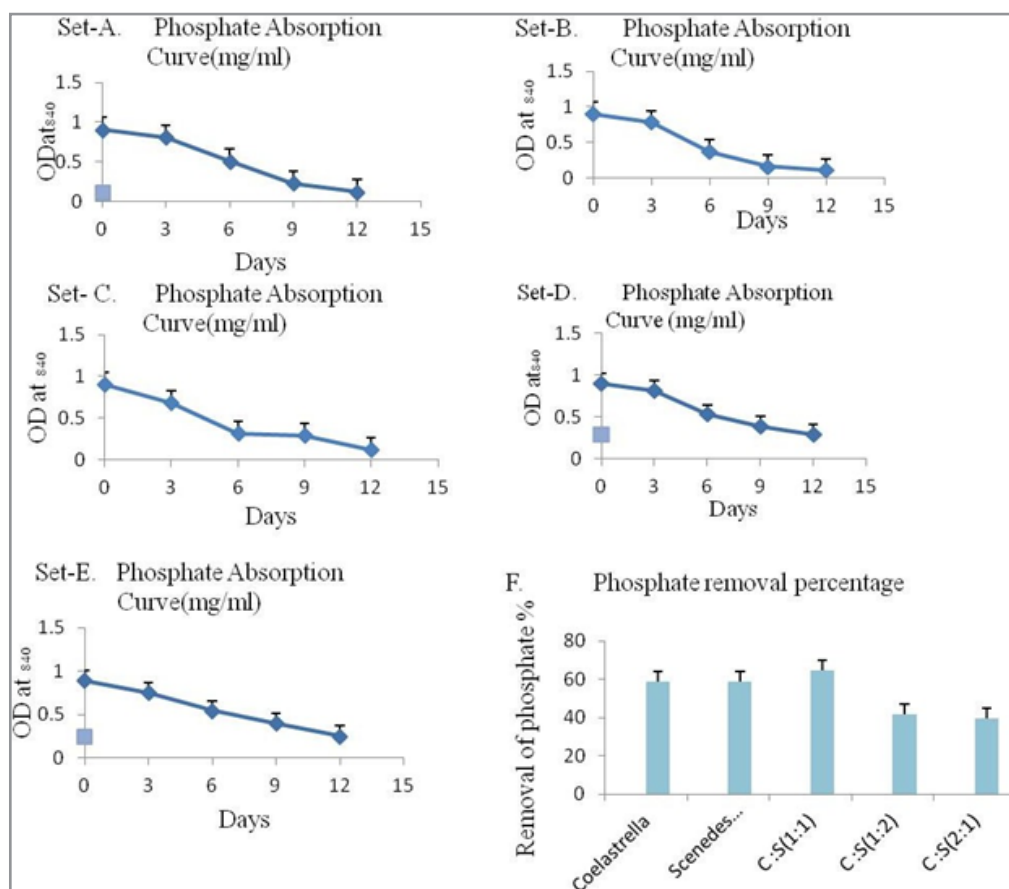 Set-A. Phosphate Absorption
Curve(mg/ml)
1.5
1
0.5
0
ODat₈₄₀
0 3 6 9 12 15
Days
Set-B. Phosphate Absorption
Curve(mg/ml)
1.5
1
0.5
0
OD at ₈₄₀
0 3 6 9 12 15
Days
Set- C. Phosphate Absorption
Curve(mg/ml)
1.5
1
0.5
0
OD at ₈₄₀
0 3 6 9 12 15
Days
Set-D. Phosphate Absorption
Curve (mg/ml)
1.5
1
0.5
0
OD at₈₄₀
0 3 6 9 12 15
Days
Set-E. Phosphate Absorption
Curve(mg/ml)
1.5
1
0.5
0
OD at ₈₄₀
0 3 6 9 12 15
Days
F. Phosphate removal percentage
80
60
40
20
0
Removal of phosphate %
Coelastrella
Scenedes...
C:S(1:1)
C:S(1:2)
C:S(2:1)